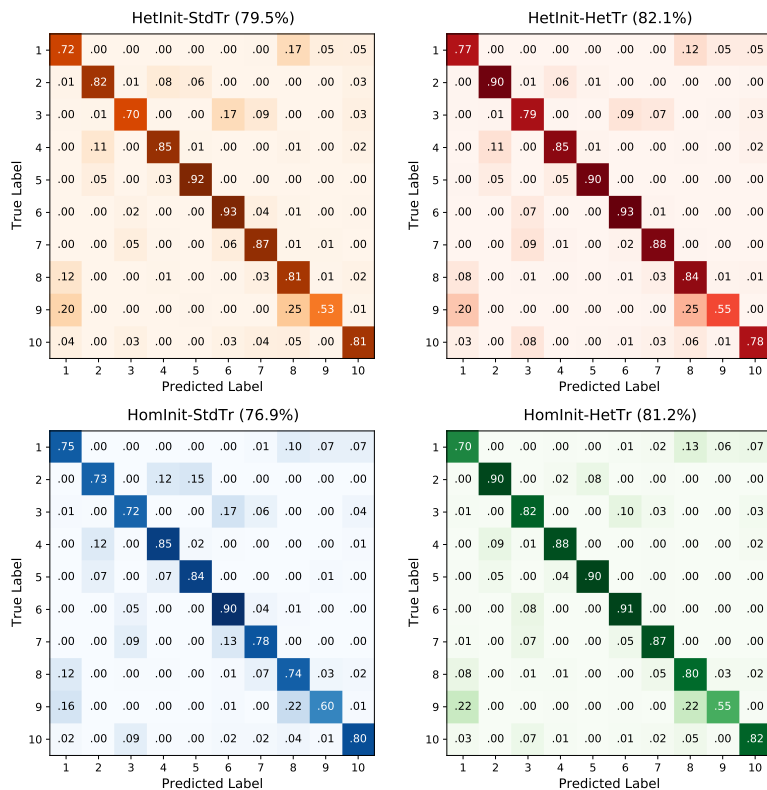 HetInit-StdTr (79.5%)
True Label
1 .72 .00 .00 .00 .00 .00 .00 .17 .05 .05
2 .01 .82 .01 .08 .06 .00 .00 .00 .00 .03
3 .00 .01 .70 .00 .00 .17 .09 .00 .00 .03
4 .00 .11 .00 .85 .01 .00 .00 .01 .00 .02
5 .00 .05 .00 .03 .92 .00 .00 .00 .00 .00
6 .00 .00 .02 .00 .00 .93 .04 .01 .00 .00
7 .00 .00 .05 .00 .00 .06 .87 .01 .01 .00
8 .12 .00 .00 .01 .00 .00 .03 .81 .01 .02
9 .20 .00 .00 .00 .00 .00 .00 .25 .53 .01
10 .04 .00 .03 .00 .00 .03 .04 .05 .00 .81
1 2 3 4 5 6 7 8 9 10
Predicted Label
HetInit-HetTr (82.1%)
True Label
1 .77 .00 .00 .00 .00 .00 .00 .12 .05 .05
2 .00 .90 .01 .06 .01 .00 .00 .00 .00 .00
3 .00 .01 .79 .00 .00 .09 .07 .00 .00 .03
4 .00 .11 .00 .85 .01 .00 .00 .01 .00 .02
5 .00 .05 .00 .05 .90 .00 .00 .00 .00 .00
6 .00 .00 .07 .00 .00 .93 .01 .00 .00 .00
7 .00 .00 .09 .01 .00 .02 .88 .00 .00 .00
8 .08 .00 .01 .00 .00 .01 .03 .84 .01 .01
9 .20 .00 .00 .00 .00 .00 .00 .25 .55 .00
10 .03 .00 .08 .00 .00 .01 .03 .06 .01 .78
1 2 3 4 5 6 7 8 9 10
Predicted Label
HomInit-StdTr (76.9%)
True Label
1 .75 .00 .00 .00 .00 .00 .01 .10 .07 .07
2 .00 .73 .00 .12 .15 .00 .00 .00 .00 .00
3 .01 .00 .72 .00 .00 .17 .06 .00 .00 .04
4 .00 .12 .00 .85 .02 .00 .00 .00 .00 .00
5 .00 .07 .00 .07 .84 .00 .00 .00 .01 .00
6 .00 .00 .05 .00 .00 .90 .04 .01 .00 .00
7 .00 .00 .09 .00 .00 .13 .78 .00 .00 .00
8 .12 .00 .00 .00 .00 .01 .07 .74 .03 .02
9 .16 .00 .00 .00 .00 .00 .00 .22 .60 .01
10 .02 .00 .09 .00 .00 .02 .02 .04 .01 .80
1 2 3 4 5 6 7 8 9 10
Predicted Label
HomInit-HetTr (81.2%)
True Label
1 .70 .00 .00 .00 .00 .01 .02 .13 .06 .07
2 .00 .90 .00 .02 .08 .00 .00 .00 .00 .00
3 .01 .00 .82 .00 .00 .10 .00 .00 .00 .03
4 .00 .09 .01 .88 .00 .00 .00 .00 .00 .02
5 .00 .05 .00 .04 .90 .00 .00 .00 .00 .00
6 .00 .00 .08 .00 .00 .91 .00 .00 .00 .00
7 .01 .00 .07 .00 .00 .05 .87 .00 .00 .00
8 .08 .00 .01 .01 .00 .00 .05 .80 .03 .02
9 .22 .00 .00 .00 .00 .00 .00 .22 .55 .00
10 .03 .00 .07 .01 .00 .01 .02 .05 .00 .82
1 2 3 4 5 6 7 8 9 10
Predicted Label